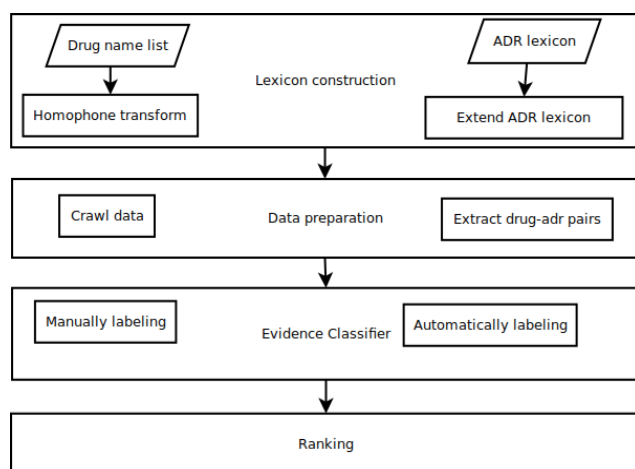 Drug name list
ADR lexicon
Lexicon construction
Homophone transform
Extend ADR lexicon
Crawl data
Data preparation
Extract drug-adr pairs
Manually labeling
Evidence Classifier
Automatically labeling
Ranking